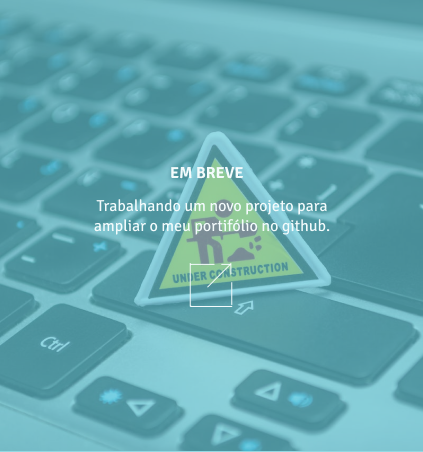 EM BREVE
Trabalhando um novo projeto para
ampliar o meu portifólio no github.
UNDER CONSTRUCTION
Ctrl